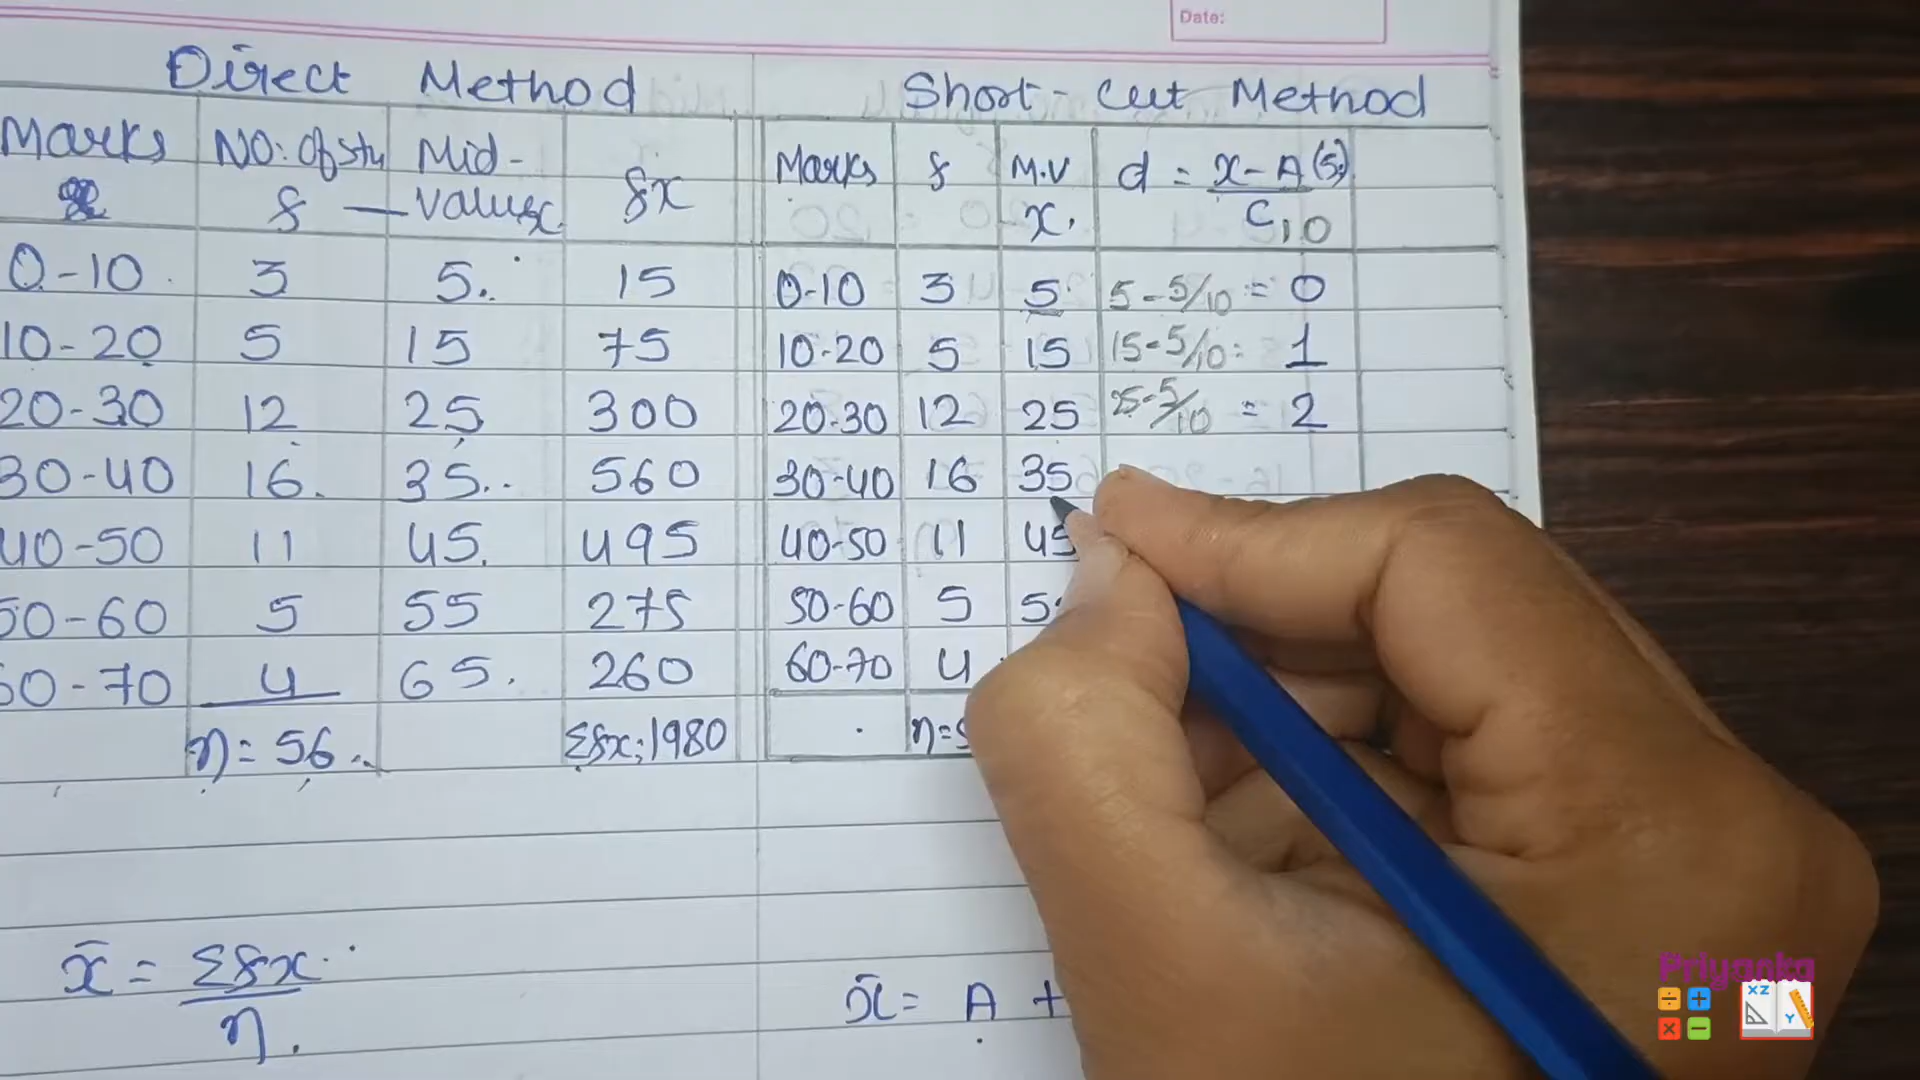 Date:
Direct Method
Marks No: Of Stu Mid-
f — Values x fx
0-10 3 5 15
10-20 5 15 75
20-30 12 25 300
30-40 16 35 560
40-50 11 45 495
50-60 5 55 275
60-70 4 65 260
n = 56 Σfx = 1980
x̄ = Σfx
n
Short-cut Method
Marks f M.V d = x-A(5)
x C,10
0-10 3 5 5-5/10 = 0
10-20 5 15 15-5/10 = 1
20-30 12 25 25-5/10 = 2
30-40 16 35
40-50 11 45
50-60 5
60-70 4
n=
x̄ = A +
Priyanka
XZ
Y